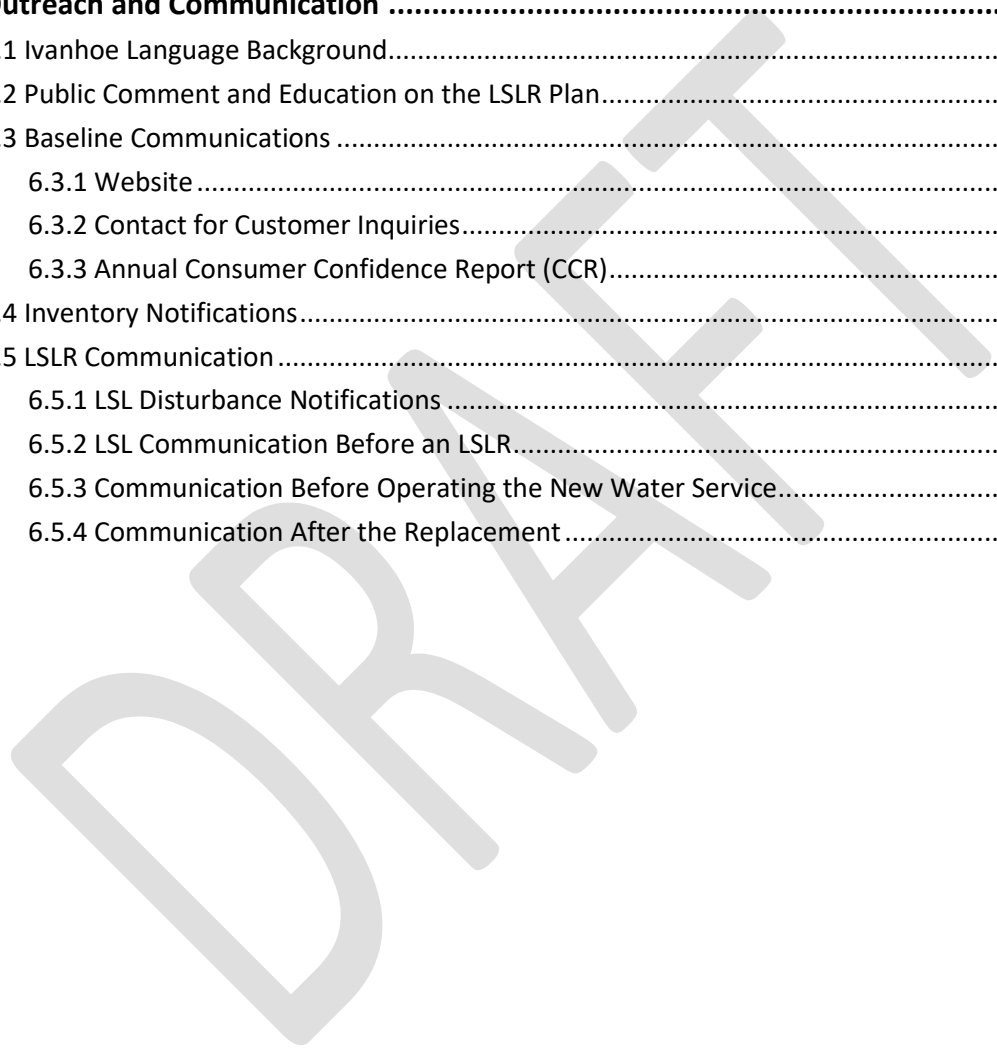 Outreach and Communication ..........................................................................
.1 Ivanhoe Language Background..........................................................................
.2 Public Comment and Education on the LSLR Plan................................................
.3 Baseline Communications ................................................................................
6.3.1 Website ..................................................................................................
6.3.2 Contact for Customer Inquiries.................................................................
6.3.3 Annual Consumer Confidence Report (CCR)...............................................
.4 Inventory Notifications.....................................................................................
.5 LSLR Communication ........................................................................................
6.5.1 LSL Disturbance Notifications ...................................................................
6.5.2 LSL Communication Before an LSLR...........................................................
6.5.3 Communication Before Operating the New Water Service..........................
6.5.4 Communication After the Replacement .....................................................
DRAFT